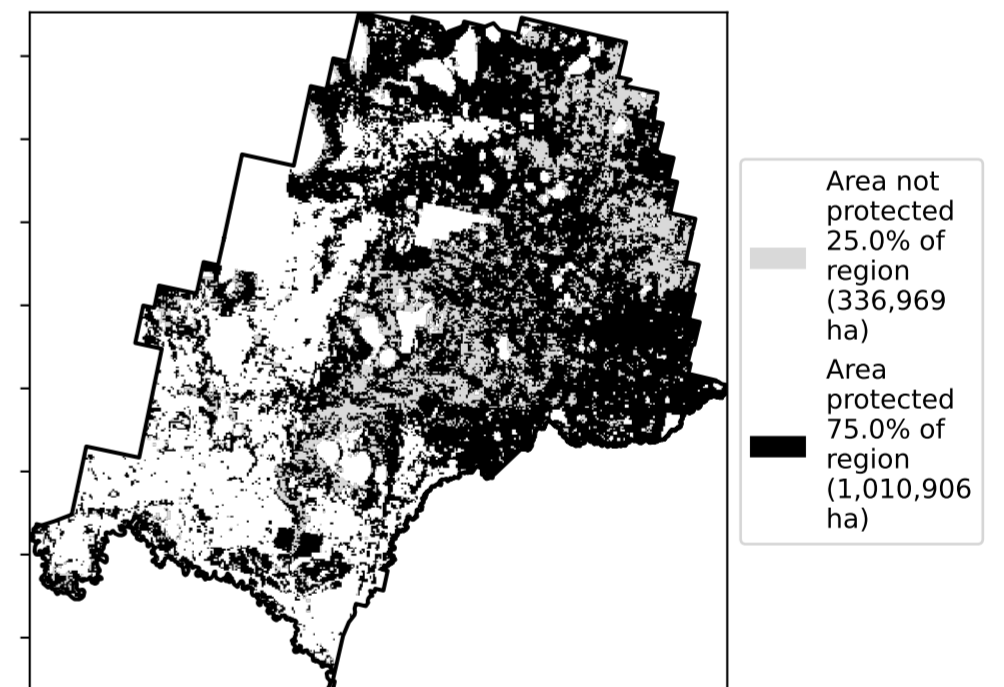 Area not
protected
25.0% of
region
(336,969
ha)
Area
protected
75.0% of
region
(1,010,906
ha)